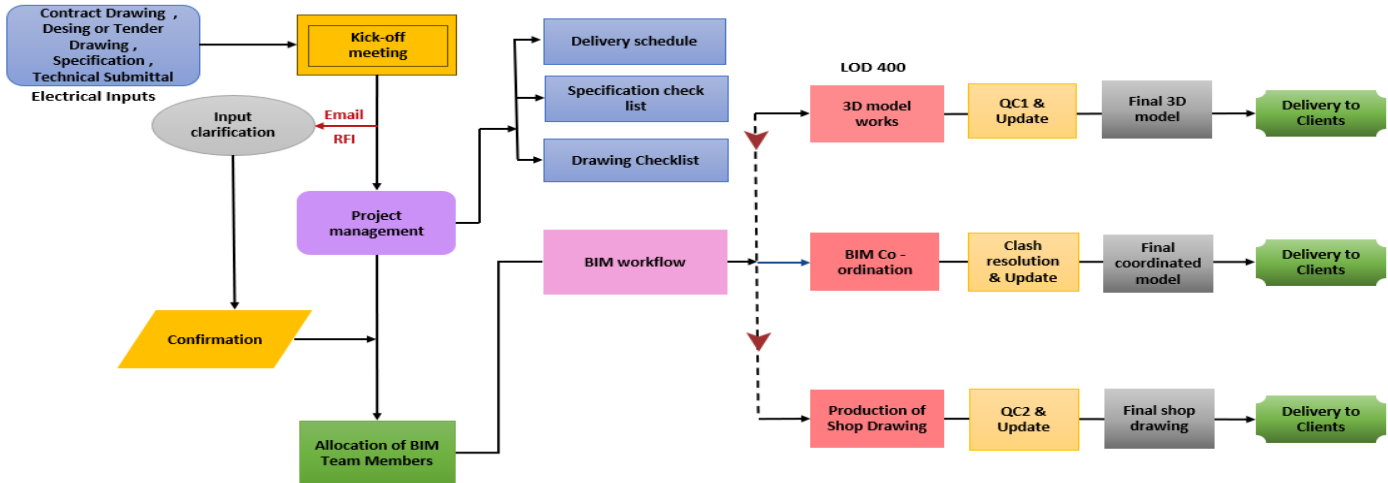 Contract Drawing ,
Desing or Tender
Drawing ,
Specification ,
Technical Submittal
Electrical Inputs
Kick-off
meeting
Input
clarification
Email
RFI
Project
management
Confirmation
Allocation of BIM
Team Members
Delivery schedule
Specification check
list
Drawing Checklist
BIM workflow
LOD 400
3D model
works
QC1 &
Update
Final 3D
model
Delivery to
Clients
BIM Co -
ordination
Clash
resolution
& Update
Final
coordinated
model
Delivery to
Clients
Production of
Shop Drawing
QC2 &
Update
Final shop
drawing
Delivery to
Clients